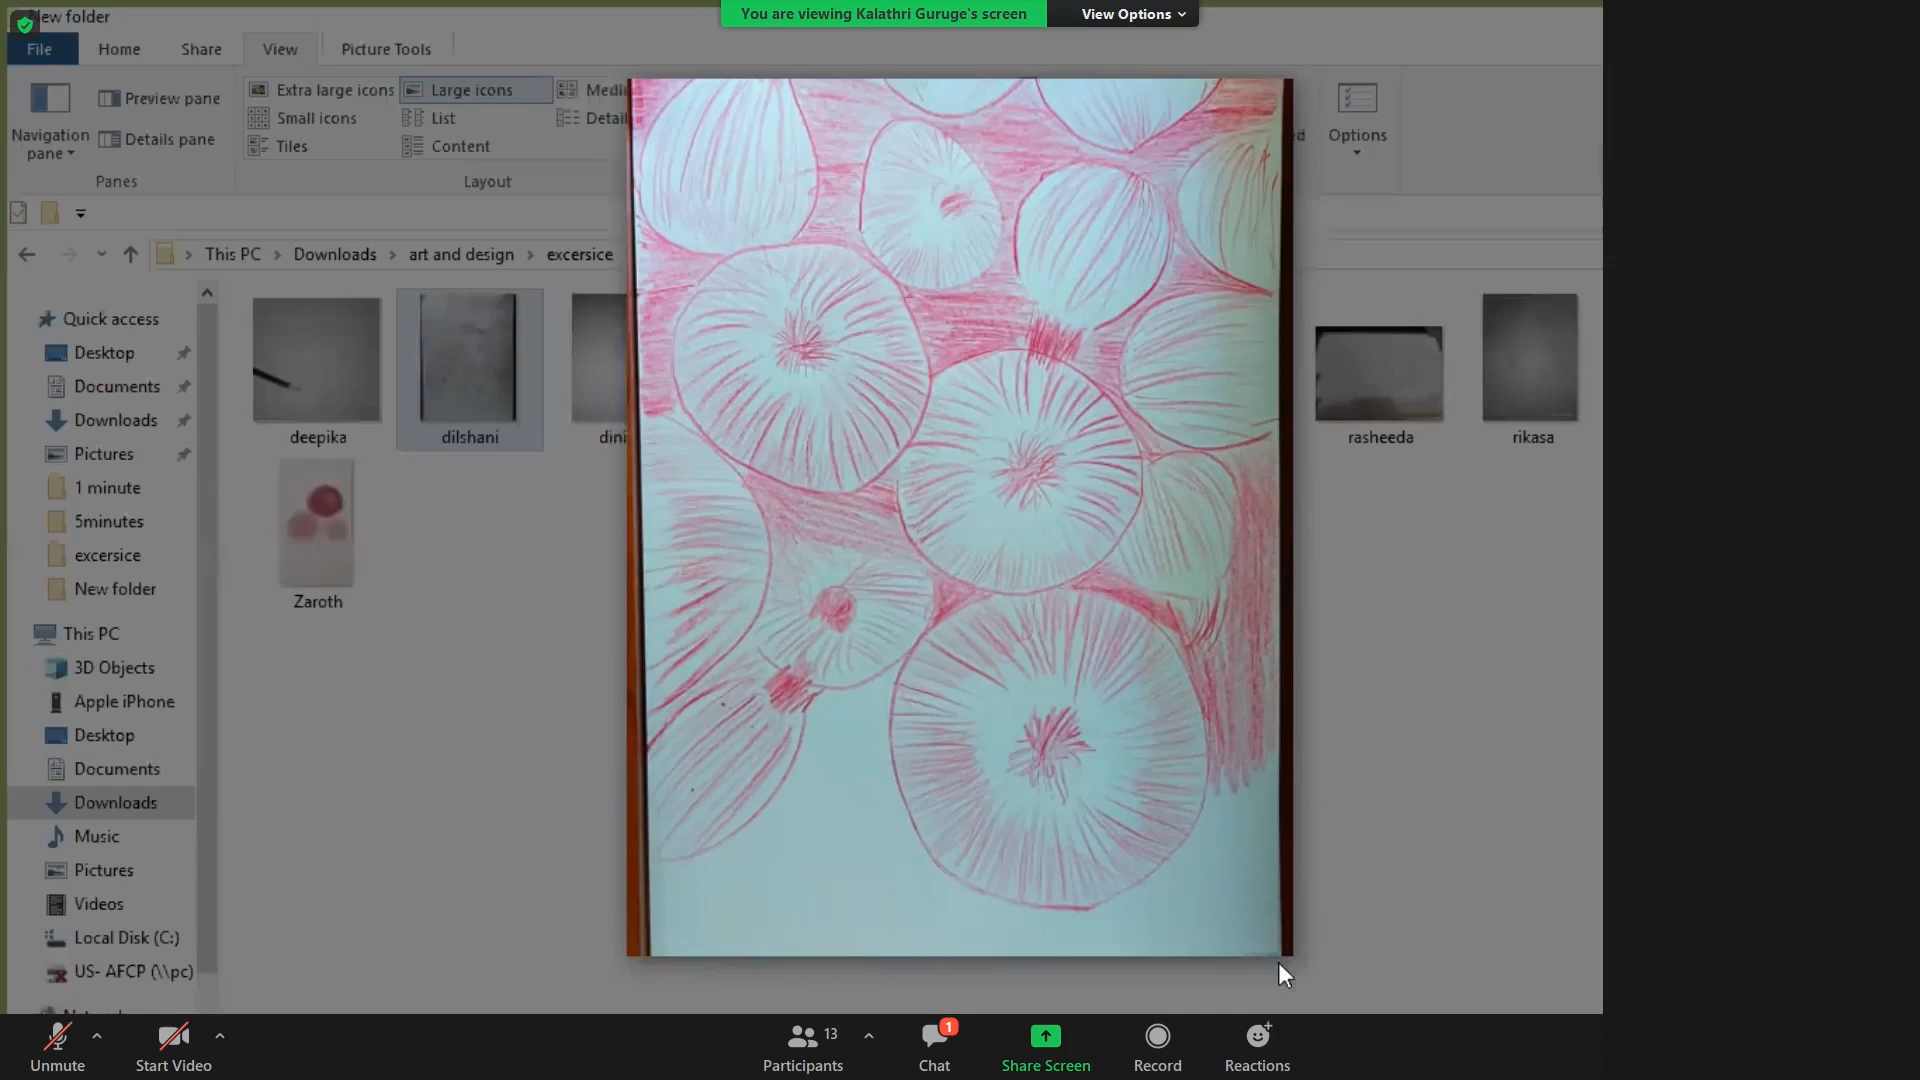 New folder
You are viewing Kalathri Guruge's screen
View Options
File
Home
Share
View
Picture Tools
Navigation
pane
Preview pane
Details pane
Panes
Extra large icons
Large icons
Small icons
List
Tiles
Content
Layout
Options
This PC
Downloads
art and design
excersice
Quick access
Desktop
Documents
Downloads
Pictures
1 minute
5minutes
excersice
New folder
This PC
3D Objects
Apple iPhone
Desktop
Documents
Downloads
Music
Pictures
Videos
Local Disk (C:)
US- AFCP (\\pc)
deepika
dilshani
rasheeda
rikasa
Zaroth
Unmute
Start Video
13
Participants
1
Chat
Share Screen
Record
Reactions